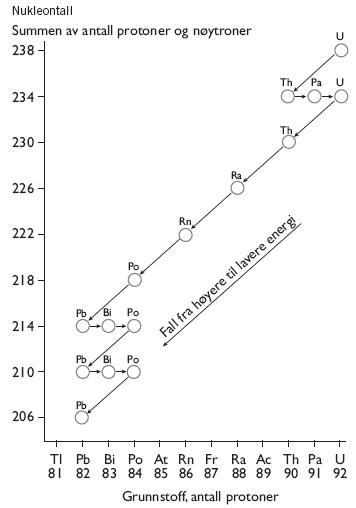 Nukleontall
Summen av antall protoner og nøytroner
U
238
Th Pa U
234
Th
230
Ra
226
Rn
222
Po
218
Pb Bi Po
214
Pb Bi Po
210
Pb
206
Fall fra høyere til lavere energi
Tl Pb Bi Po At Rn Fr Ra Ac Th Pa U
81 82 83 84 85 86 87 88 89 90 91 92
Grunnstoff, antall protoner